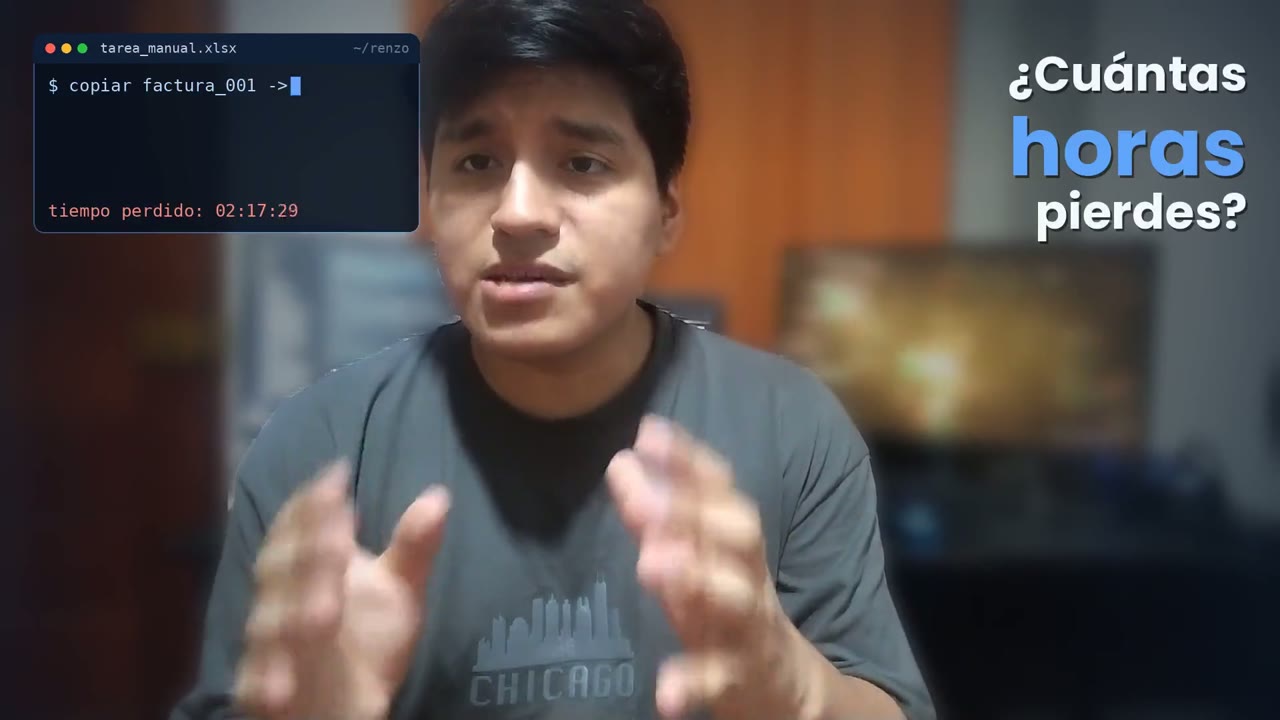 tarea_manual.xlsx
~/renzo
$ copiar factura_001 ->
tiempo perdido: 02:17:29
¿Cuántas
horas
pierdes?
CHICAGO